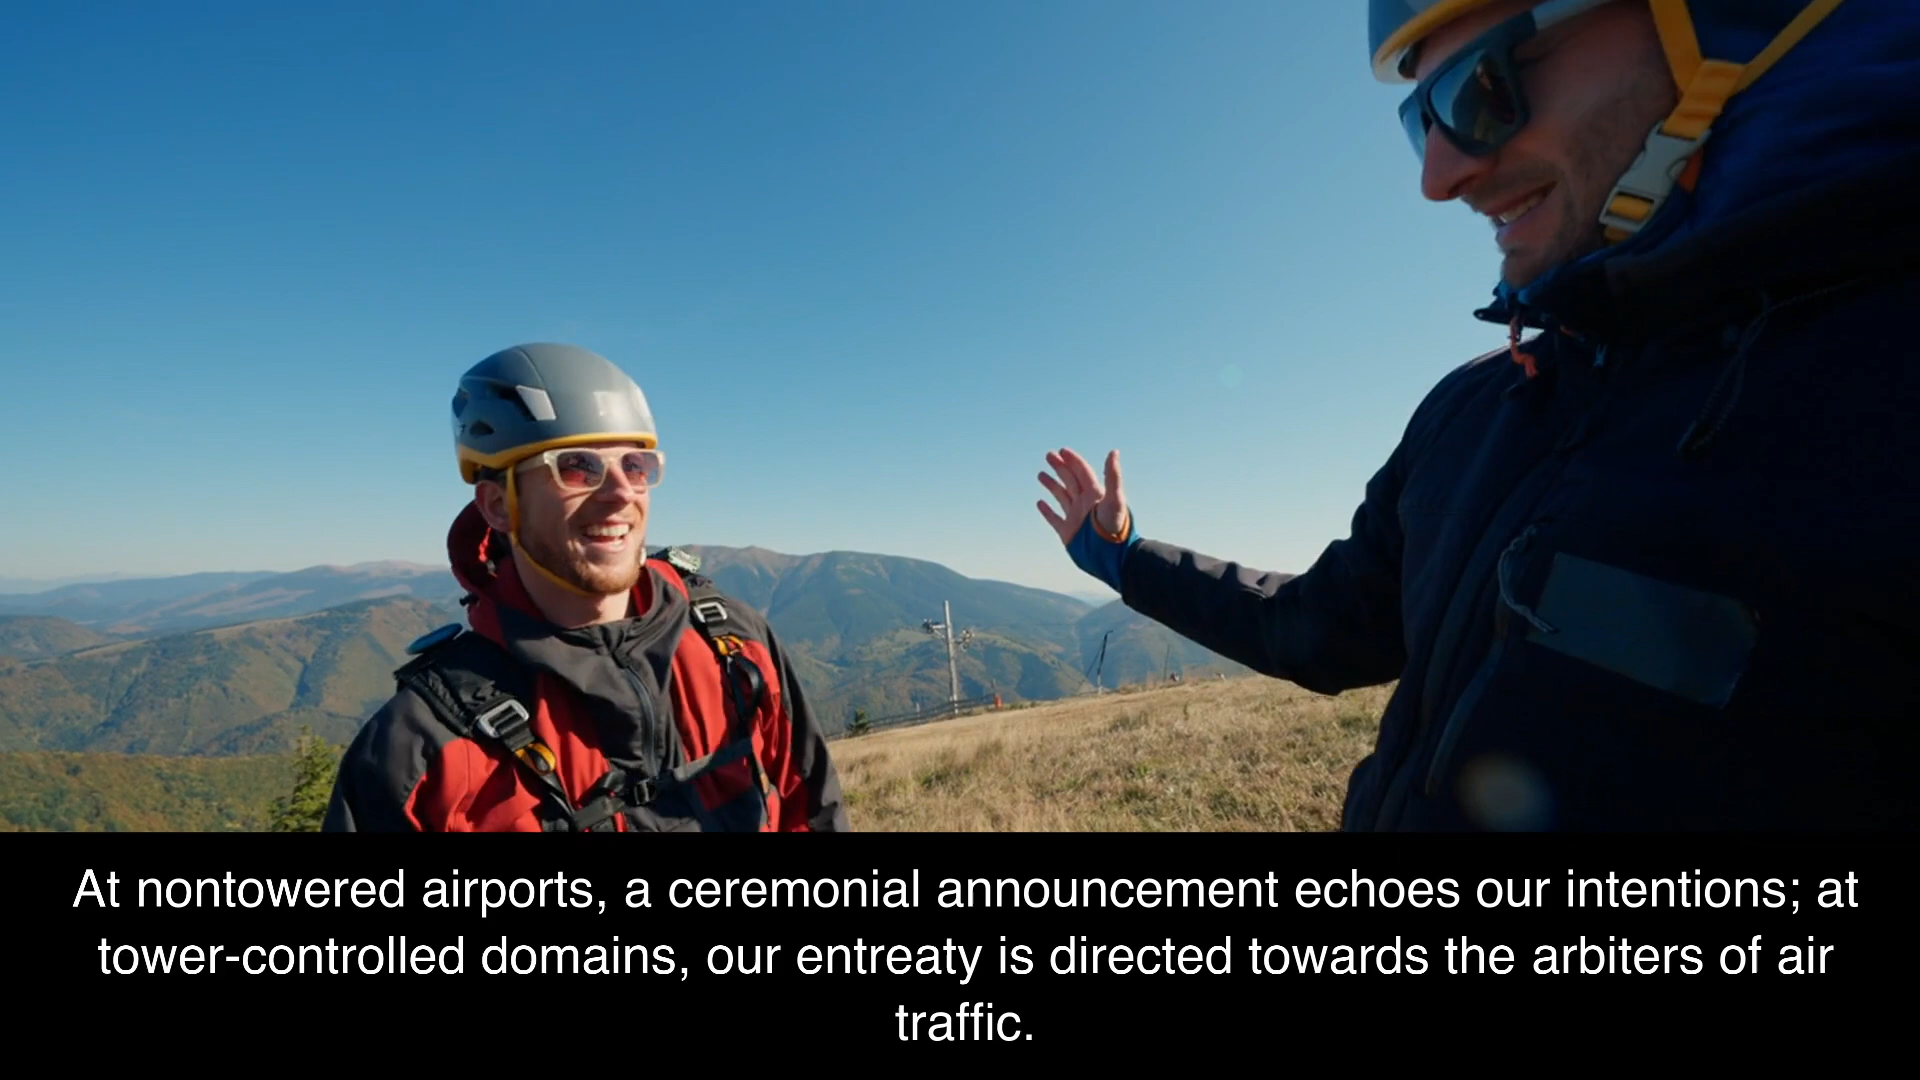 At nontowered airports, a ceremonial announcement echoes our intentions; at
tower-controlled domains, our entreaty is directed towards the arbiters of air
traffic.